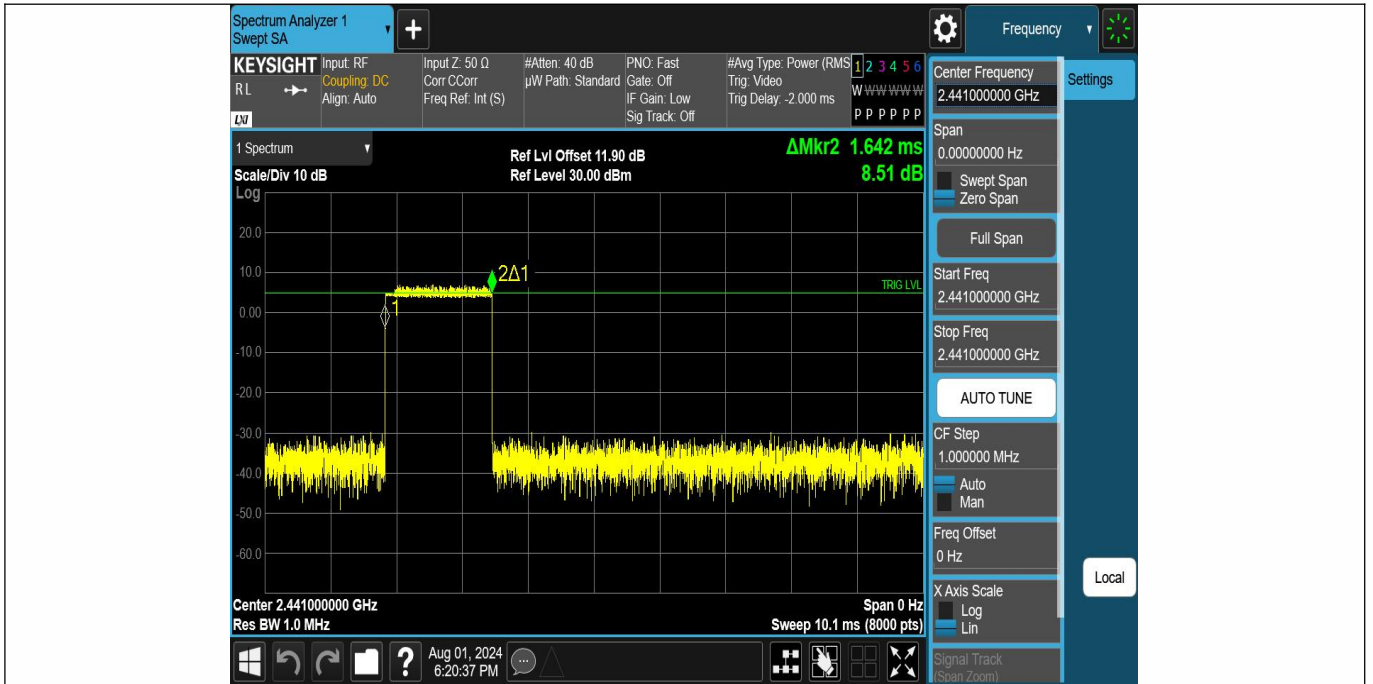 Spectrum Analyzer 1
Swept SA
+
Frequency
KEYSIGHT
RL
LXI
Input: RF
Coupling: DC
Align: Auto
Input Z: 50 Ω
Corr CCorr
Freq Ref: Int (S)
#Atten: 40 dB
µW Path: Standard
PNO: Fast
Gate: Off
IF Gain: Low
Sig Track: Off
#Avg Type: Power (RMS
Trig: Video
Trig Delay: -2.000 ms
1 2 3 4 5 6
W W W W W W
P P P P P P
1 Spectrum
Scale/Div 10 dB
Ref Lvl Offset 11.90 dB
Ref Level 30.00 dBm
ΔMkr2 1.642 ms
8.51 dB
Log
20.0
10.0
0.00
-10.0
-20.0
-30.0
-40.0
-50.0
-60.0
2Δ1
1
TRIG LVL
Center 2.441000000 GHz
Res BW 1.0 MHz
Span 0 Hz
Sweep 10.1 ms (8000 pts)
Aug 01, 2024
6:20:37 PM
?
Center Frequency
2.441000000 GHz
Settings
Span
0.00000000 Hz
Swept Span
Zero Span
Full Span
Start Freq
2.441000000 GHz
Stop Freq
2.441000000 GHz
AUTO TUNE
CF Step
1.000000 MHz
Auto
Man
Freq Offset
0 Hz
X Axis Scale
Log
Lin
Signal Track
(Span Zoom)
Local